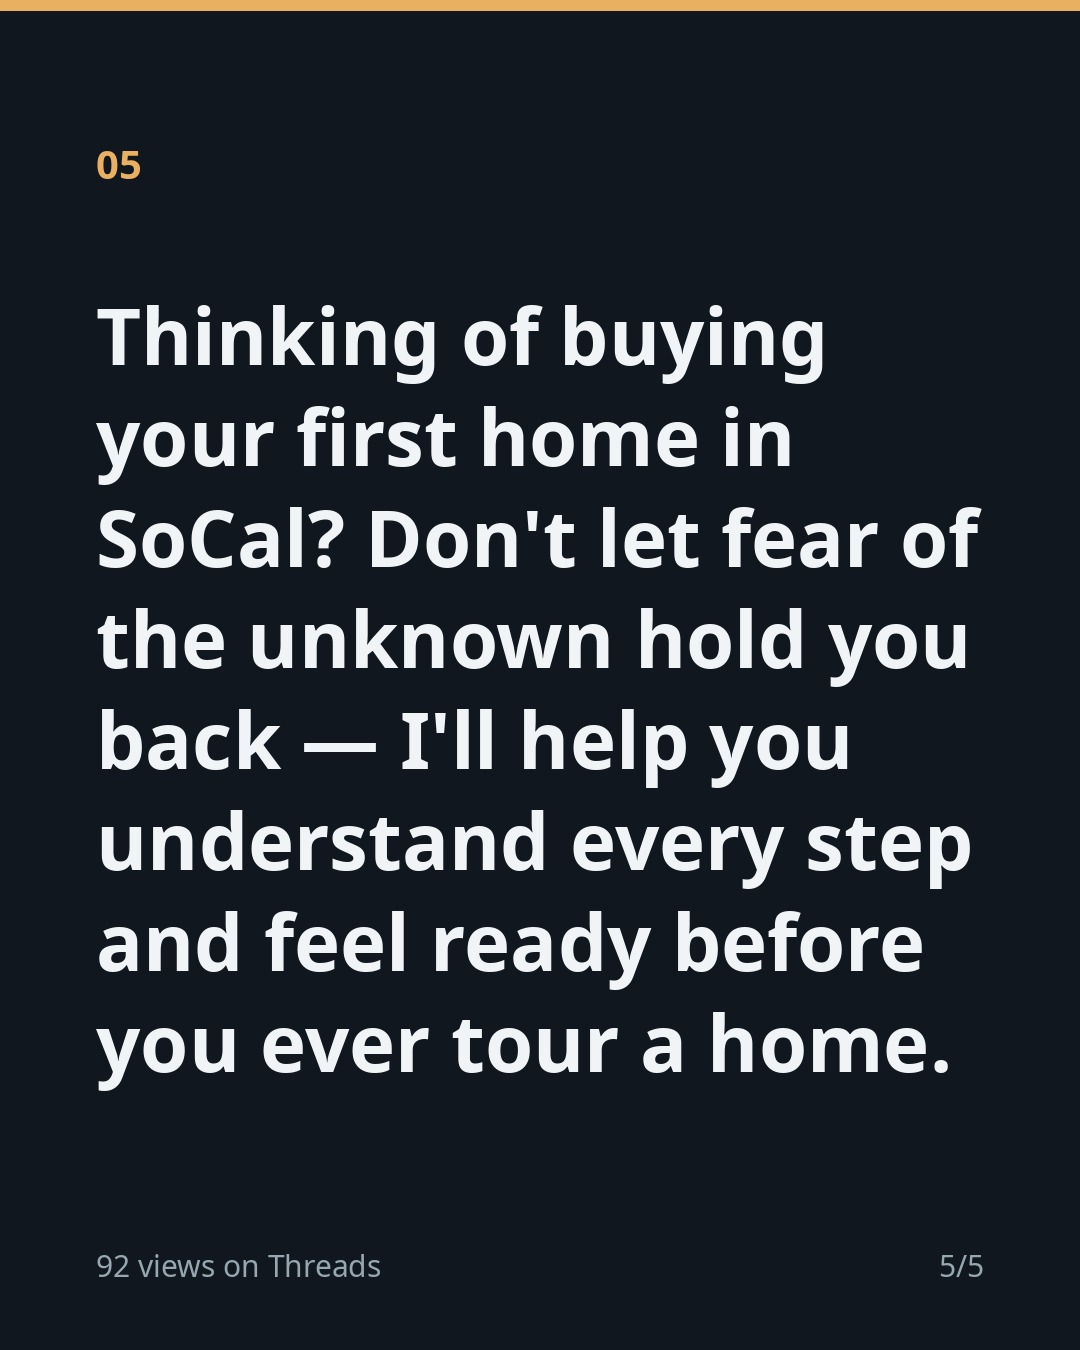 05
Thinking of buying
your first home in
SoCal? Don't let fear of
the unknown hold you
back — I'll help you
understand every step
and feel ready before
you ever tour a home.
92 views on Threads
5/5